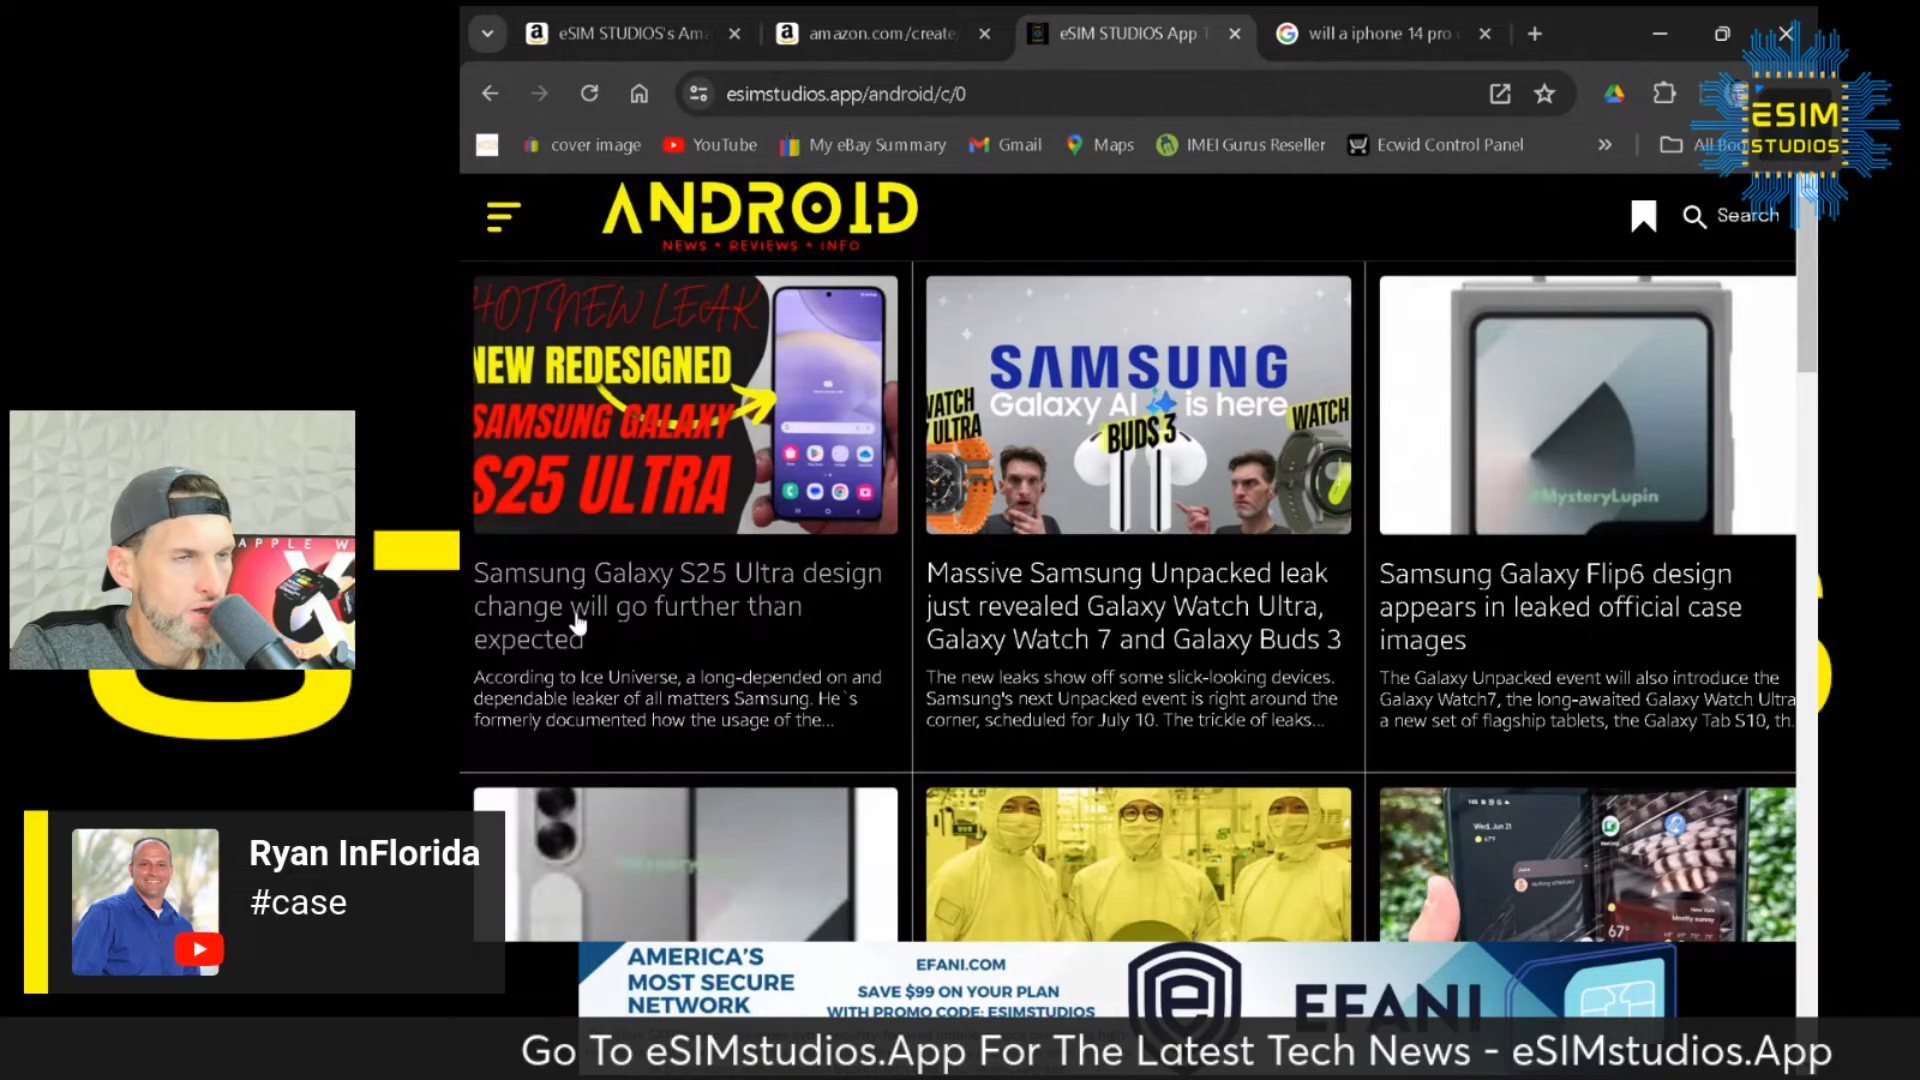 eSIM STUDIOS's Am
amazon.com/create
eSIM STUDIOS App T
will a iphone 14 pro
esimstudios.app/android/c/0
cover image
YouTube
My eBay Summary
Gmail
Maps
IMEI Gurus Reseller
Ecwid Control Panel
All Boo
ESIM
STUDIOS
ANDROID
NEWS • REVIEWS • INFO
Search
HOT NEW LEAK
NEW REDESIGNED
SAMSUNG GALAXY
S25 ULTRA
SAMSUNG
Galaxy AI is here
WATCH
ULTRA
BUDS 3
WATCH
#MysteryLupin
APPLE W
Samsung Galaxy S25 Ultra design
change will go further than
expected
According to Ice Universe, a long-depended on and
dependable leaker of all matters Samsung. He`s
formerly documented how the usage of the...
Massive Samsung Unpacked leak
just revealed Galaxy Watch Ultra,
Galaxy Watch 7 and Galaxy Buds 3
The new leaks show off some slick-looking devices.
Samsung's next Unpacked event is right around the
corner, scheduled for July 10. The trickle of leaks...
Samsung Galaxy Flip6 design
appears in leaked official case
images
The Galaxy Unpacked event will also introduce the
Galaxy Watch7, the long-awaited Galaxy Watch Ultra
a new set of flagship tablets, the Galaxy Tab S10, th.
Wed, Jun 21
67°
Ryan InFlorida
#case
AMERICA'S
MOST SECURE
NETWORK
EFANI.COM
SAVE $99 ON YOUR PLAN
WITH PROMO CODE: ESIMSTUDIOS
EFANI
Go To eSIMstudios.App For The Latest Tech News - eSIMstudios.App